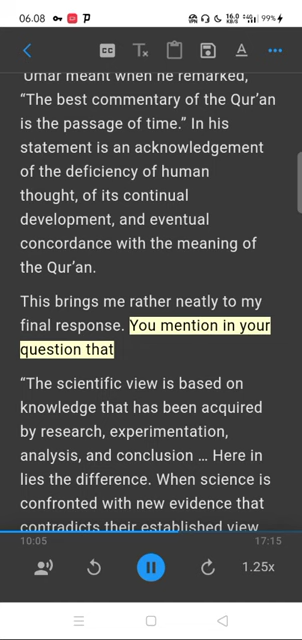 06.08
16.0 KB/S
4G
99%
CC
Umar meant when he remarked,
“The best commentary of the Qur’an
is the passage of time.” In his
statement is an acknowledgement
of the deficiency of human
thought, of its continual
development, and eventual
concordance with the meaning of
the Qur’an.
This brings me rather neatly to my
final response. You mention in your
question that
“The scientific view is based on
knowledge that has been acquired
by research, experimentation,
analysis, and conclusion … Here in
lies the difference. When science is
confronted with new evidence that
contradicts their established view
10:05
17:15
1.25x